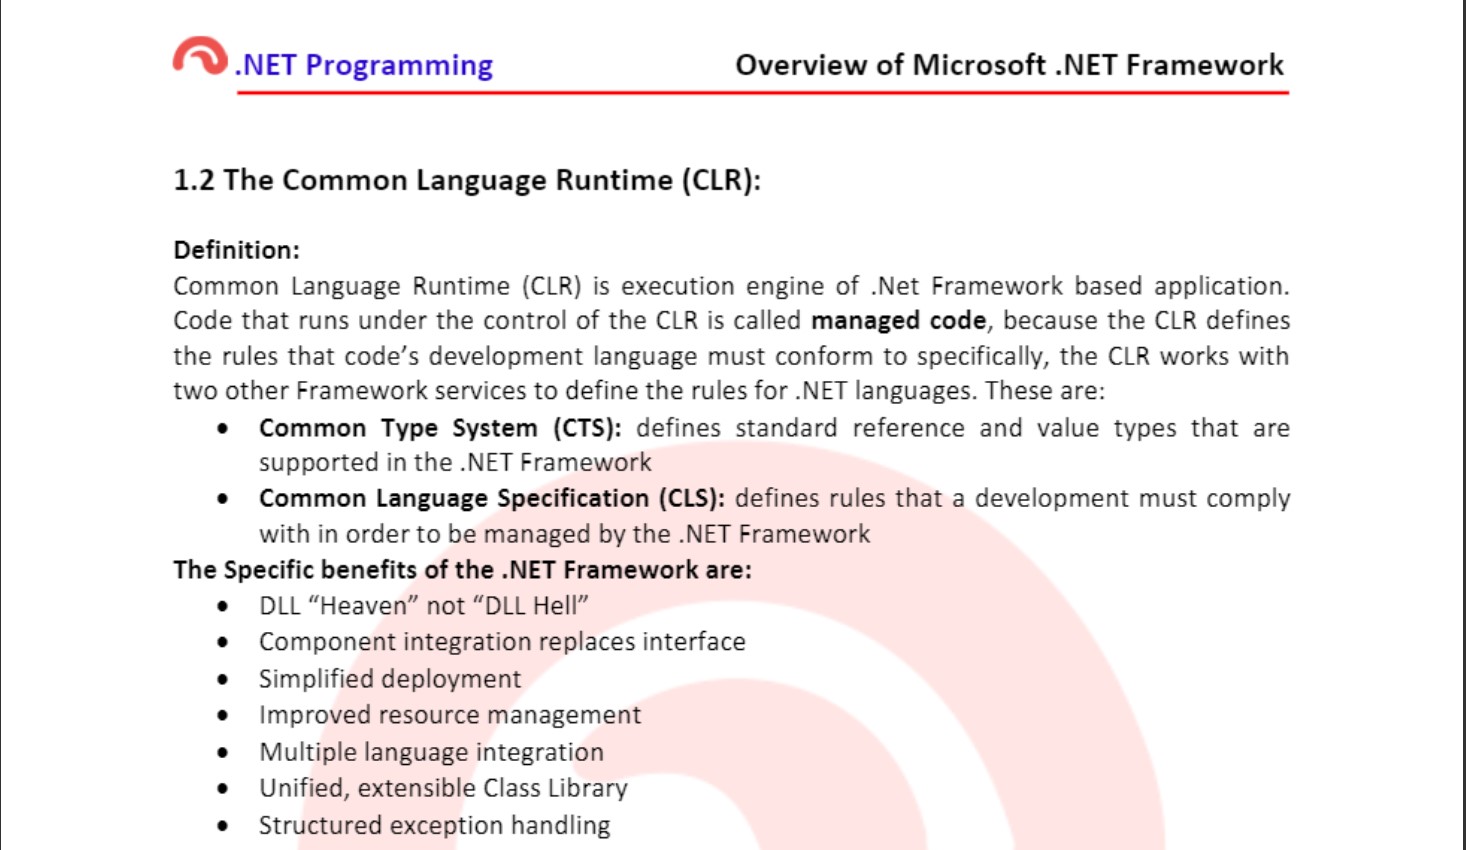 .NET Programming
Overview of Microsoft .NET Framework
1.2 The Common Language Runtime (CLR):
Definition:
Common Language Runtime (CLR) is execution engine of .Net Framework based application.
Code that runs under the control of the CLR is called managed code, because the CLR defines
the rules that code’s development language must conform to specifically, the CLR works with
two other Framework services to define the rules for .NET languages. These are:
• Common Type System (CTS): defines standard reference and value types that are
supported in the .NET Framework
• Common Language Specification (CLS): defines rules that a development must comply
with in order to be managed by the .NET Framework
The Specific benefits of the .NET Framework are:
• DLL “Heaven” not “DLL Hell”
• Component integration replaces interface
• Simplified deployment
• Improved resource management
• Multiple language integration
• Unified, extensible Class Library
• Structured exception handling